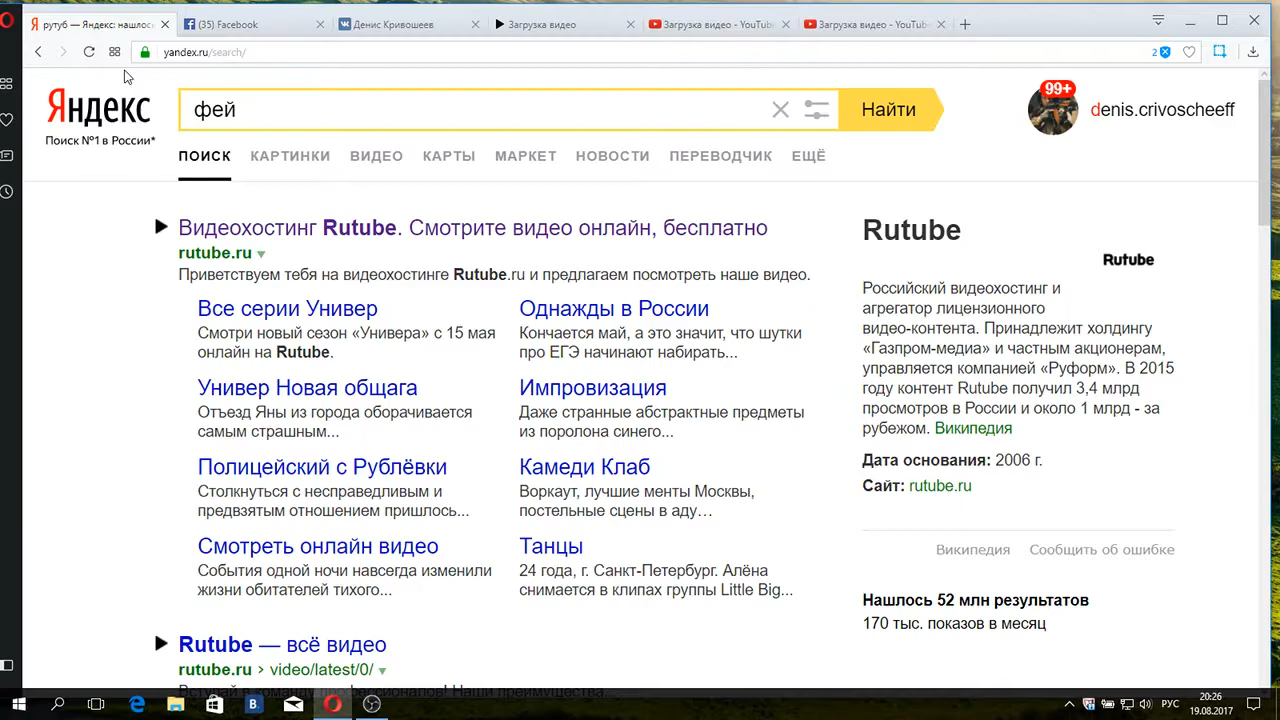 рутуб — Яндекс: нашлось
(35) Facebook
Денис Кривошеев
Загрузка видео
Загрузка видео - YouTube
Загрузка видео - YouTube
yandex.ru/search/
2
Яндекс
Поиск №1 в России*
фей
Найти
99+
denis.crivoscheeff
ПОИСК КАРТИНКИ ВИДЕО КАРТЫ МАРКЕТ НОВОСТИ ПЕРЕВОДЧИК ЕЩЁ
Видеохостинг Rutube. Смотрите видео онлайн, бесплатно
rutube.ru
Приветствуем тебя на видеохостинге Rutube.ru и предлагаем посмотреть наше видео.
Все серии Универ
Смотри новый сезон «Универа» с 15 мая
онлайн на Rutube.
Однажды в России
Кончается май, а это значит, что шутки
про ЕГЭ начинают набирать...
Универ Новая общага
Отъезд Яны из города оборачивается
самым страшным...
Импровизация
Даже странные абстрактные предметы
из поролона синего...
Полицейский с Рублёвки
Столкнуться с несправедливым и
предвзятым отношением пришлось...
Камеди Клаб
Воркаут, лучшие менты Москвы,
постельные сцены в аду…
Смотреть онлайн видео
События одной ночи навсегда изменили
жизни обитателей тихого...
Танцы
24 года, г. Санкт-Петербург. Алёна
снимается в клипах группы Little Big...
Rutube — всё видео
rutube.ru › video/latest/0/
Вступай в команду профессионалов! Наши преимущества.
Rutube
Rutube
Российский видеохостинг и
агрегатор лицензионного
видео-контента. Принадлежит холдингу
«Газпром-медиа» и частным акционерам,
управляется компанией «Руформ». В 2015
году контент Rutube получил 3,4 млрд
просмотров в России и около 1 млрд - за
рубежом. Википедия
Дата основания: 2006 г.
Сайт: rutube.ru
Википедия Сообщить об ошибке
Нашлось 52 млн результатов
170 тыс. показов в месяц
РУС
20:26
19.08.2017